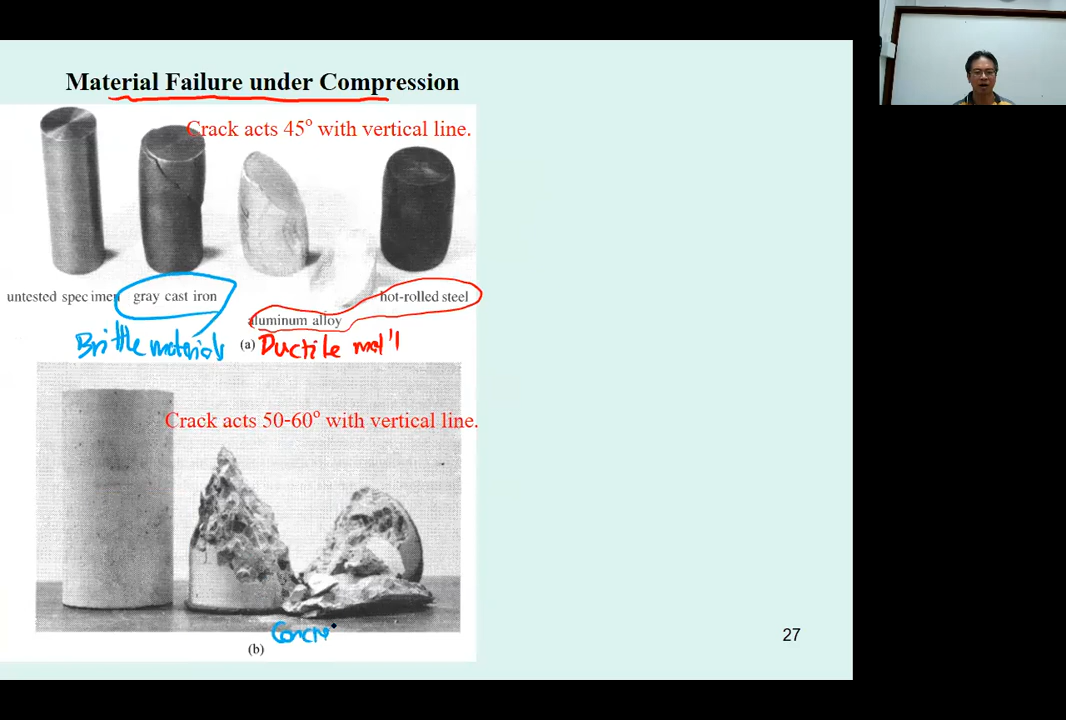 Material Failure under Compression
Crack acts 45° with vertical line.
untested specimen gray cast iron hot-rolled steel
aluminum alloy
Brittle materials (a) Ductile mat'l
Crack acts 50-60° with vertical line.
Concre
(b)
27